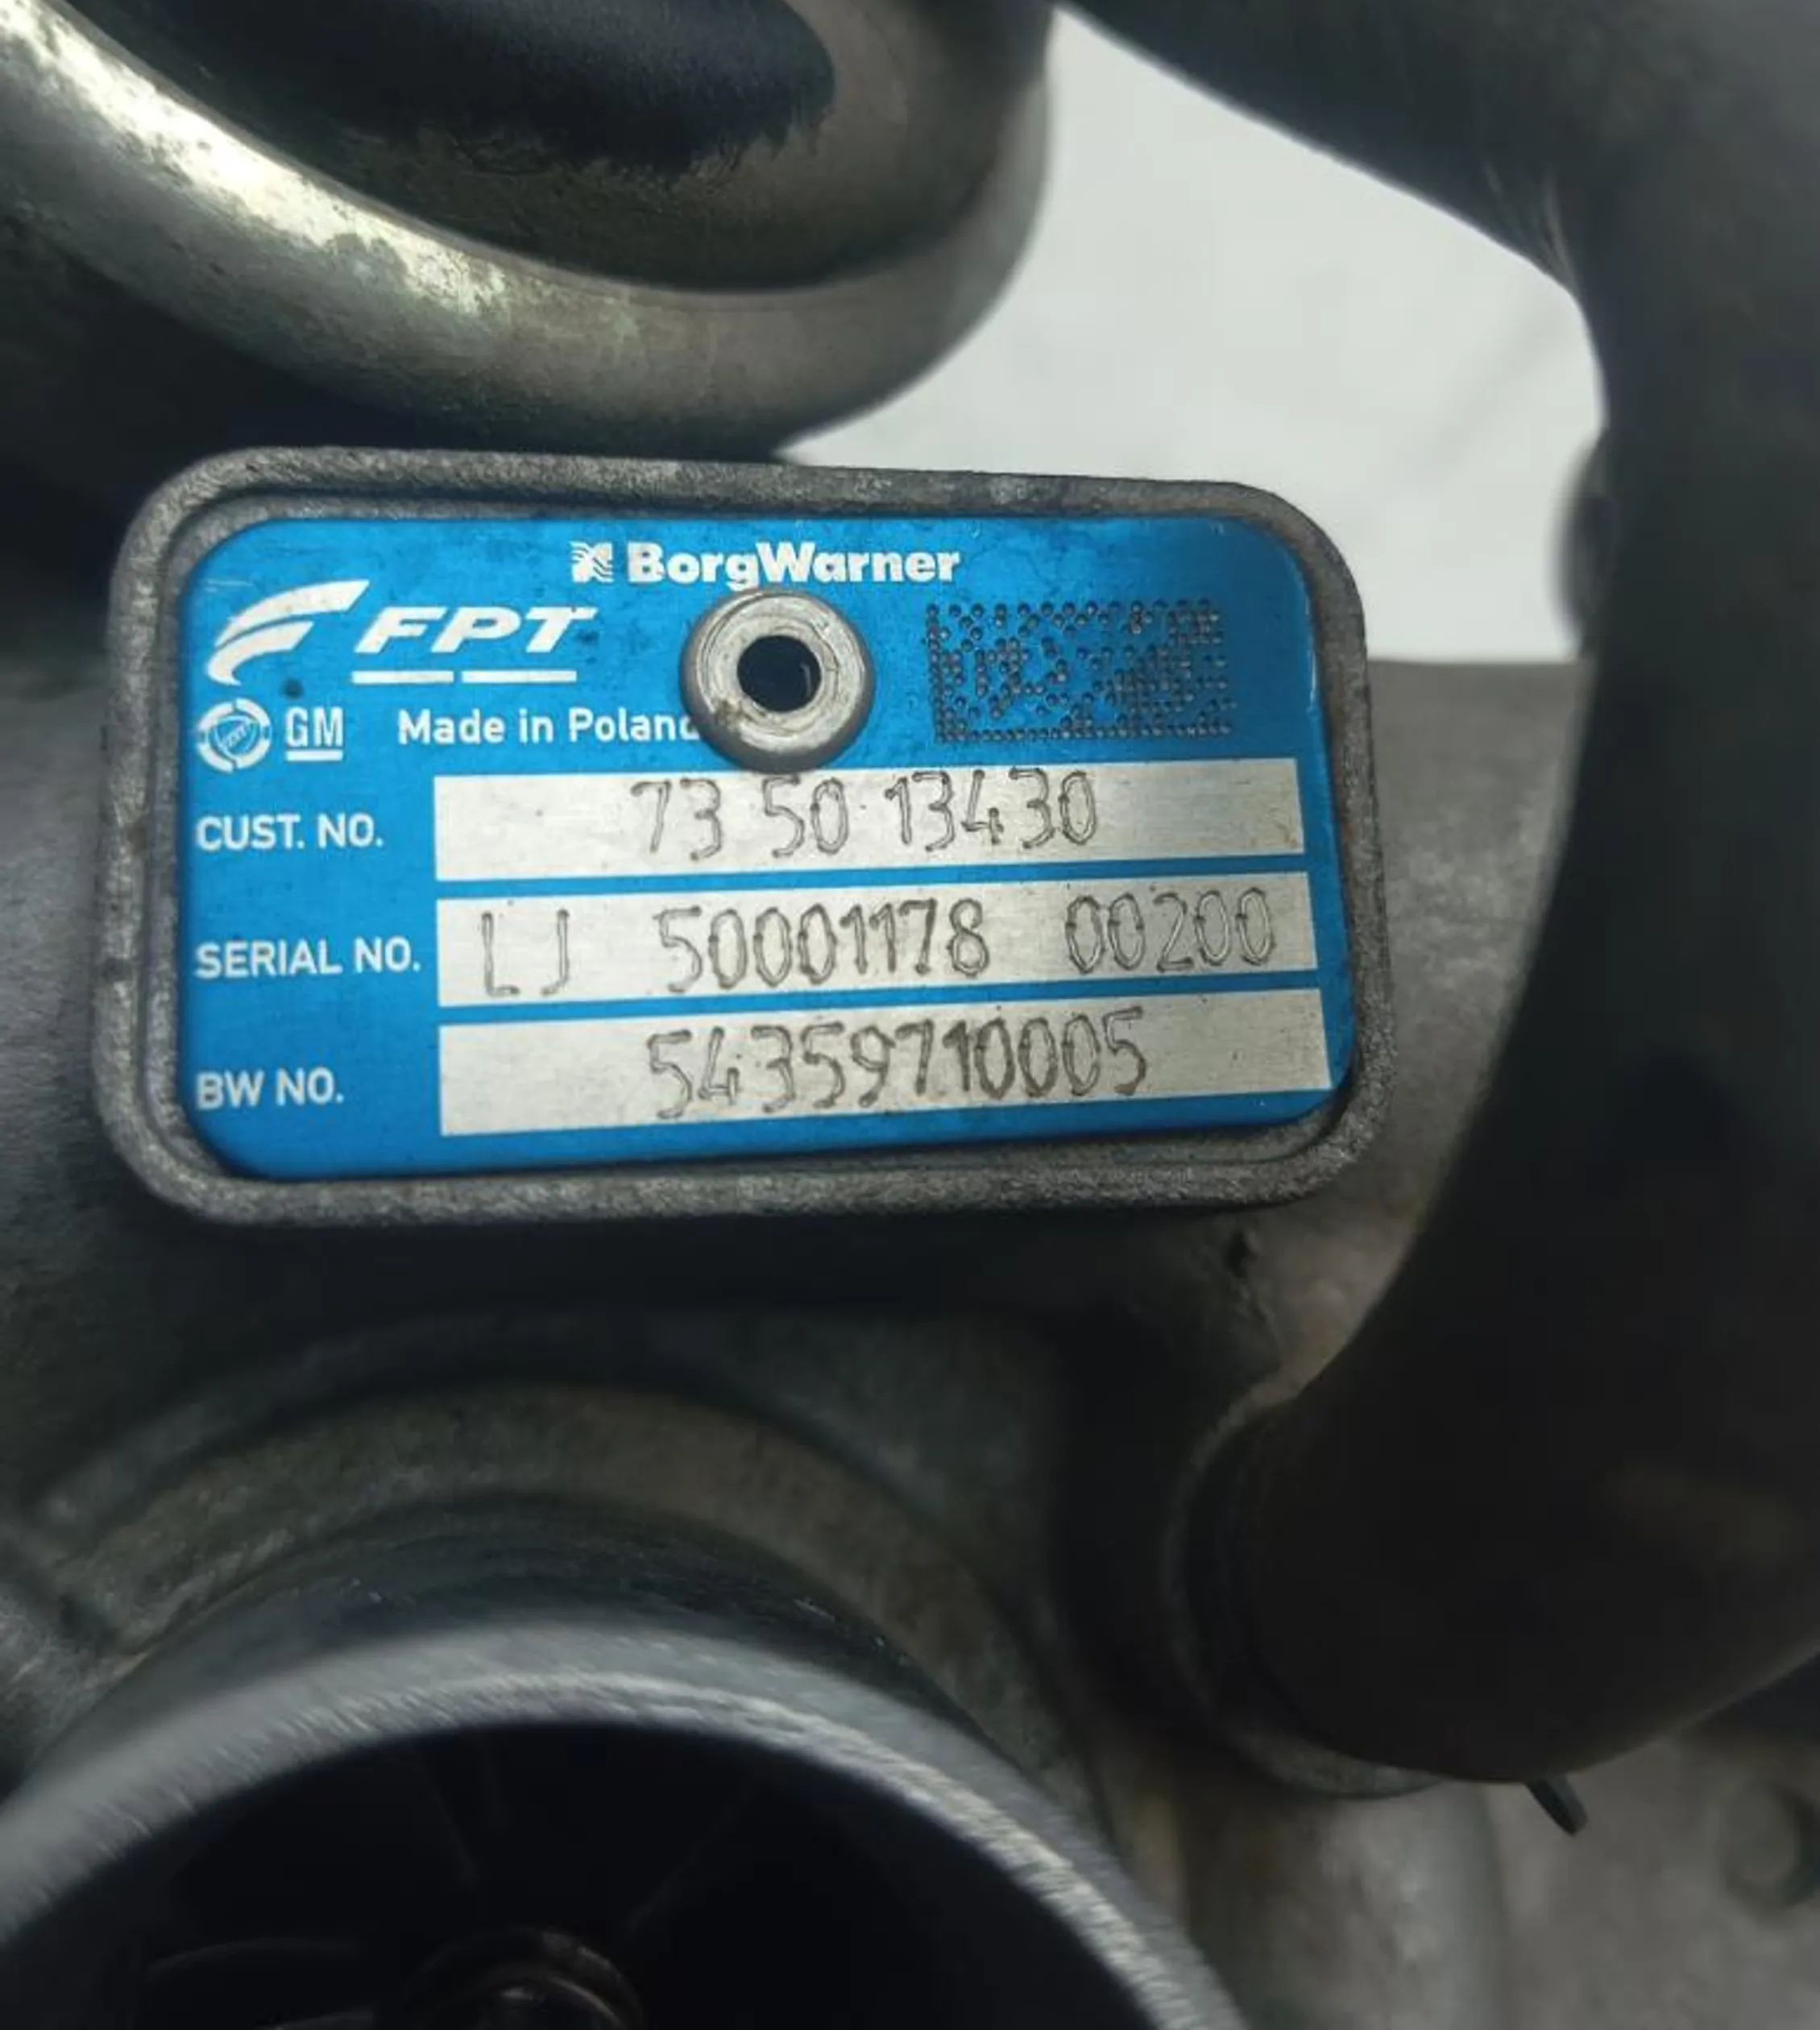 BorgWarner
FPT
GM Made in Polan
CUST. NO. 73 50 13430
SERIAL NO. LJ 50001178 00200
BW NO. 54359710005